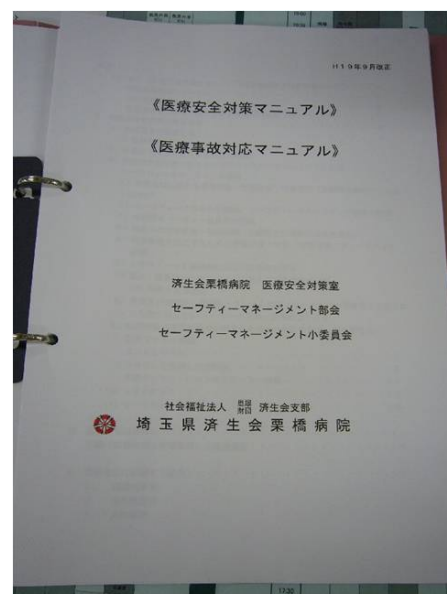 H19年9月改正
《医療安全対策マニュアル》
《医療事故対応マニュアル》
済生会栗橋病院 医療安全対策室
セーフティーマネージメント部会
セーフティーマネージメント小委員会
社会福祉法人 恩賜財団 済生会支部
埼玉県済生会栗橋病院
17:30